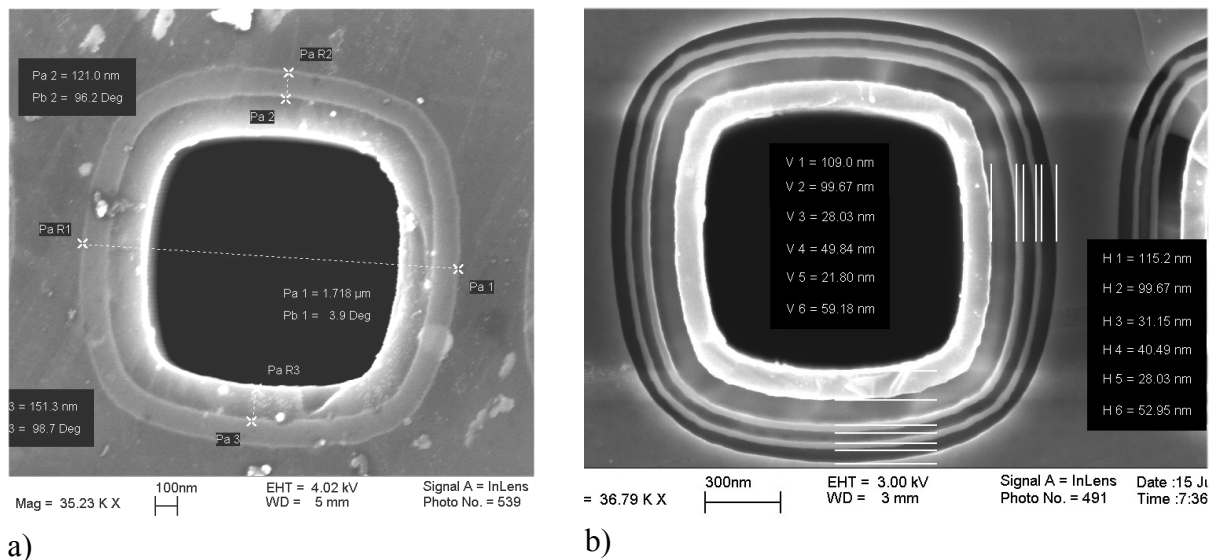 Pa R2
Pa 2 = 121.0 nm
Pb 2 = 96.2 Deg
Pa 2
Pa R1
Pa 1
Pa 1 = 1.718 µm
Pb 1 = 3.9 Deg
Pa R3
3 = 151.3 nm
3 = 98.7 Deg
Pa 3
Mag = 35.23 K X
100nm
EHT = 4.02 kV
WD = 5 mm
Signal A = InLens
Photo No. = 539
a)
V 1 = 109.0 nm
V 2 = 99.67 nm
V 3 = 28.03 nm
V 4 = 49.84 nm
V 5 = 21.80 nm
V 6 = 59.18 nm
H 1 = 115.2 nm
H 2 = 99.67 nm
H 3 = 31.15 nm
H 4 = 40.49 nm
H 5 = 28.03 nm
H 6 = 52.95 nm
= 36.79 K X
300nm
EHT = 3.00 kV
WD = 3 mm
Signal A = InLens
Photo No. = 491
Date :15
Time :7:36
b)